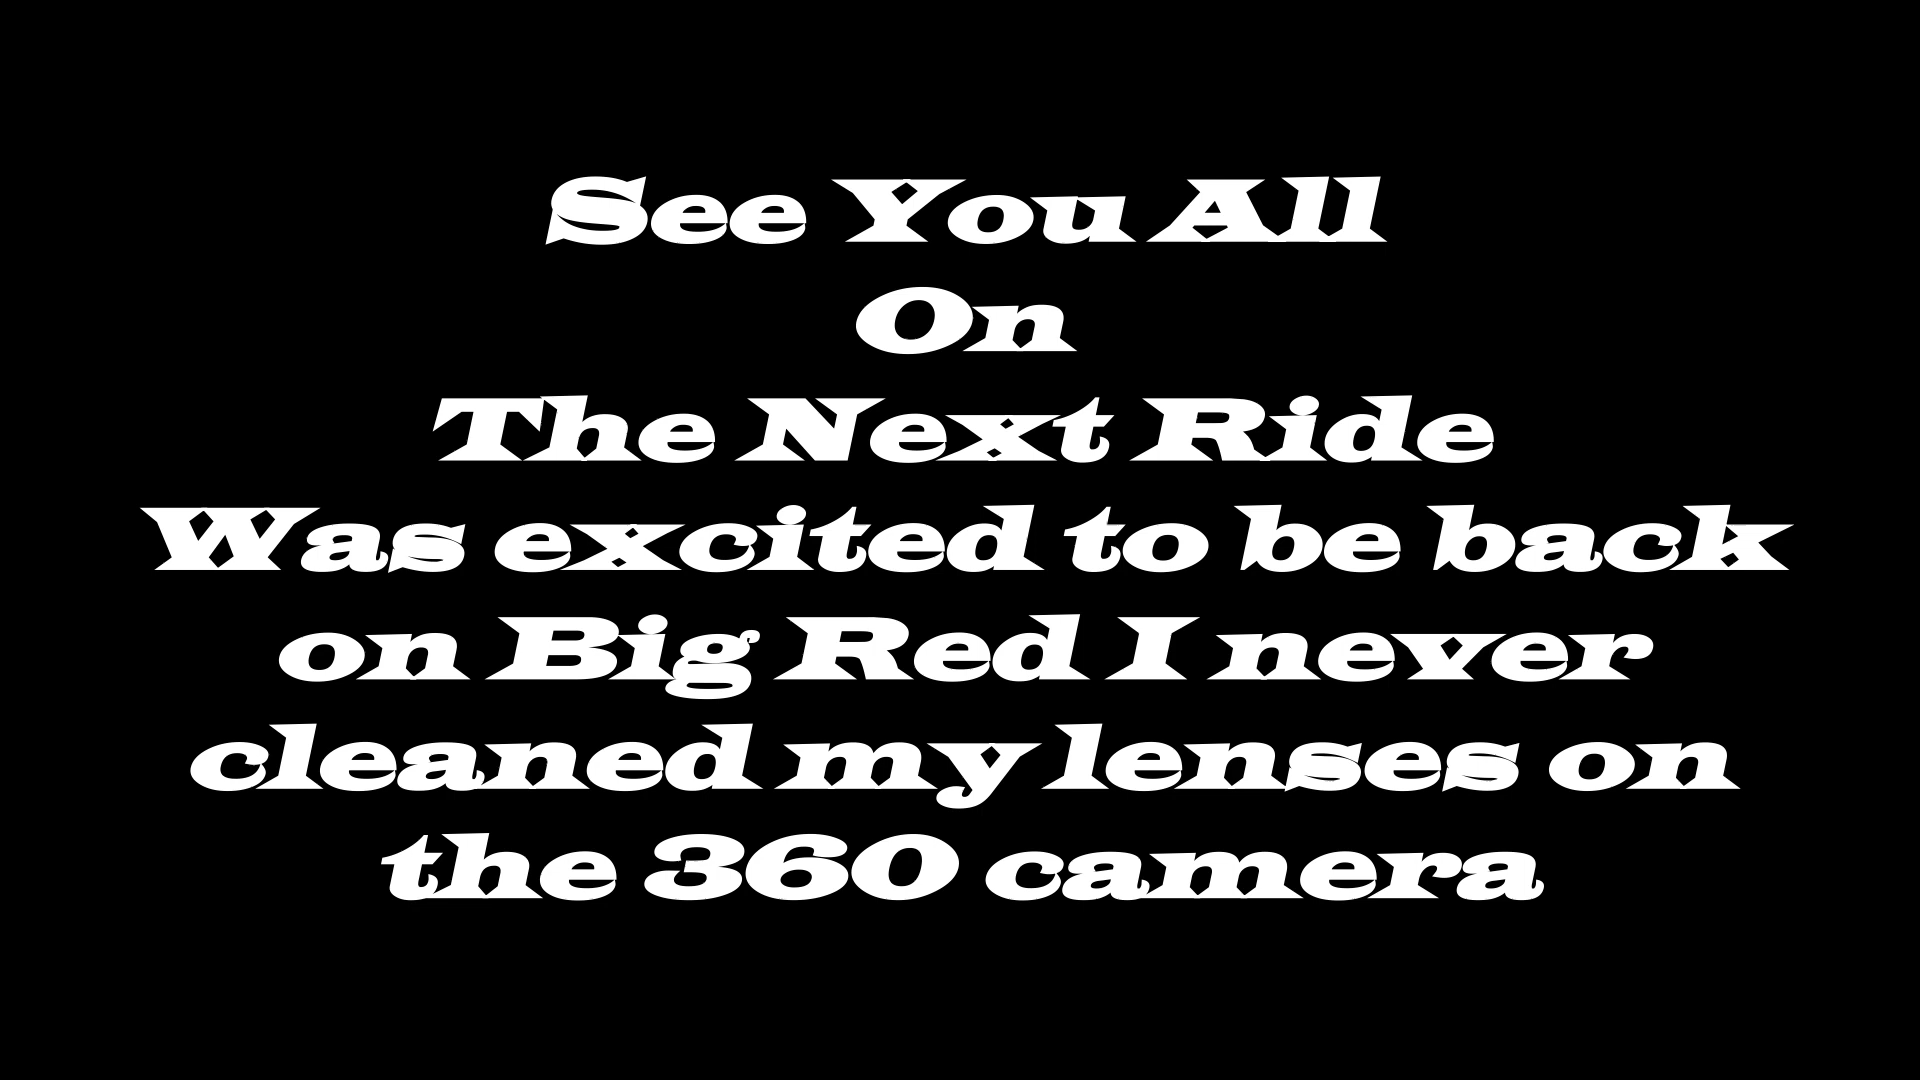 See You All
On
The Next Ride
Was excited to be back
on Big Red I never
cleaned my lenses on
the 360 camera